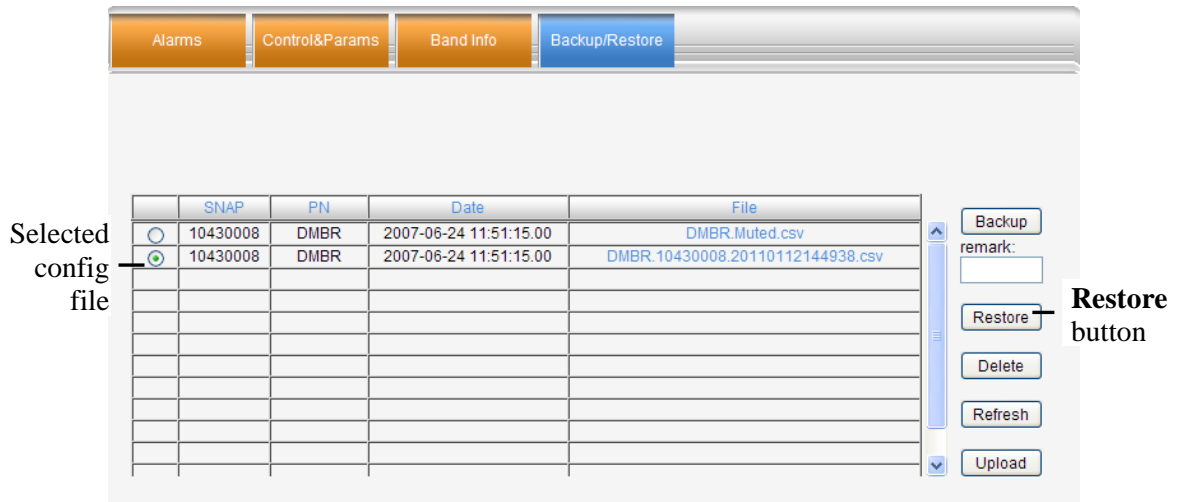 Alarms Control&Params Band Info Backup/Restore
SNAP PN Date File
10430008 DMBR 2007-06-24 11:51:15.00 DMBR.Muted.csv
10430008 DMBR 2007-06-24 11:51:15.00 DMBR.10430008.20110112144938.csv
Selected
config
file
Backup
remark:
Restore
Delete
Refresh
Upload
Restore
button